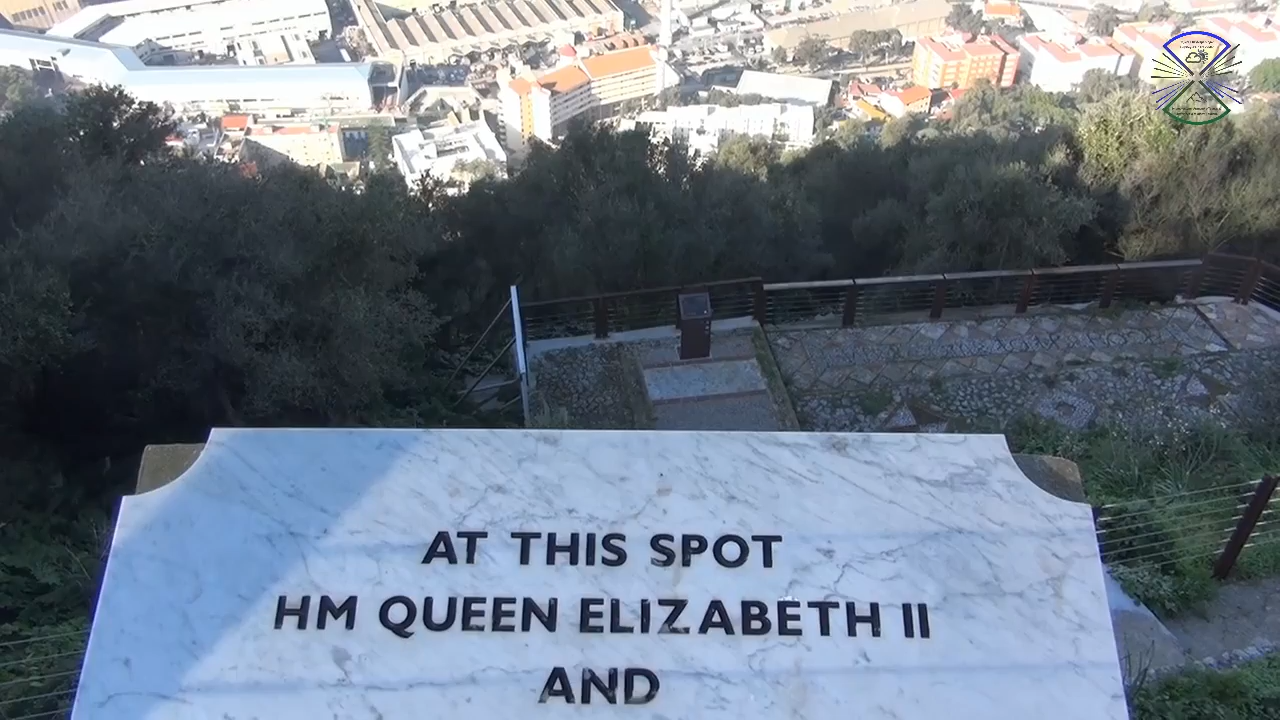 AT THIS SPOT
HM QUEEN ELIZABETH II
AND